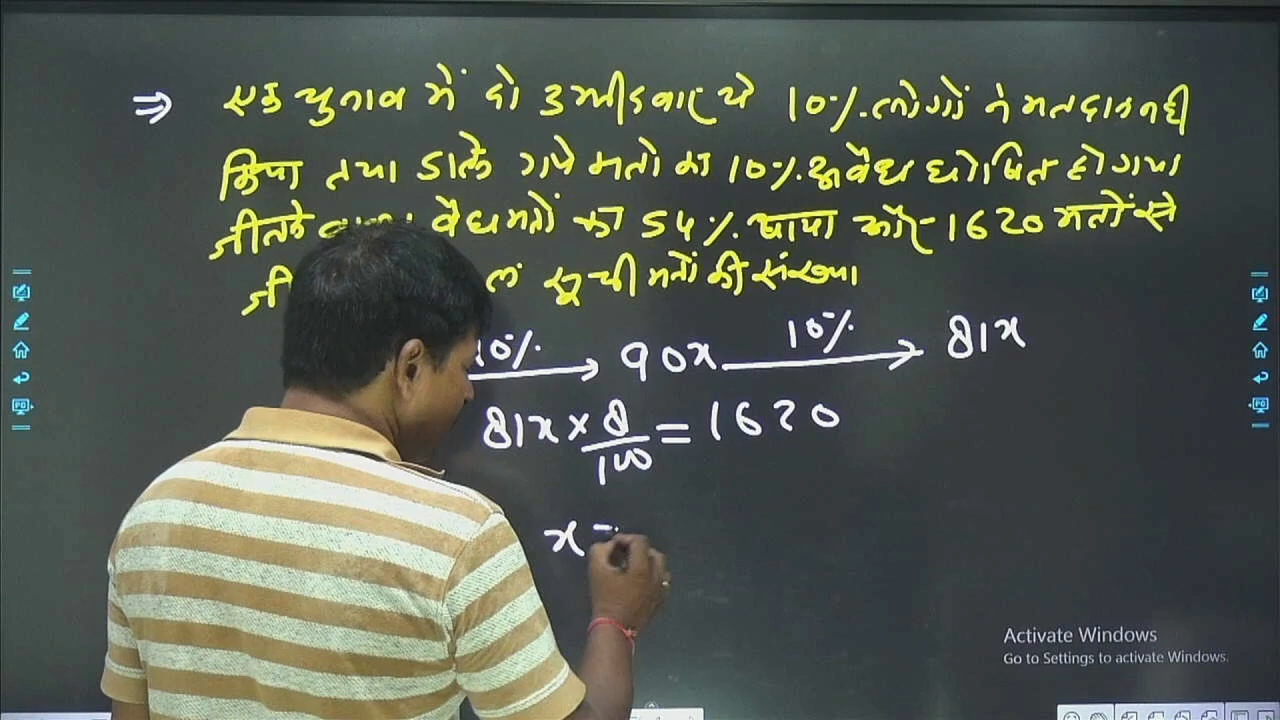 ⇒ एक चुनाव में दो उम्मीदवार थे 10% लोगों ने मतदान नही
किया तथा डाले गये मतों का 10% अवैध घोषित हो गया
जीतने वाला वैध मतों का 54% पाया और 1620 मतों से
जी सूची मतों की संख्या
10% → 90x 10% → 81x
81x × 8/100 = 1620
x =
Activate Windows
Go to Settings to activate Windows.